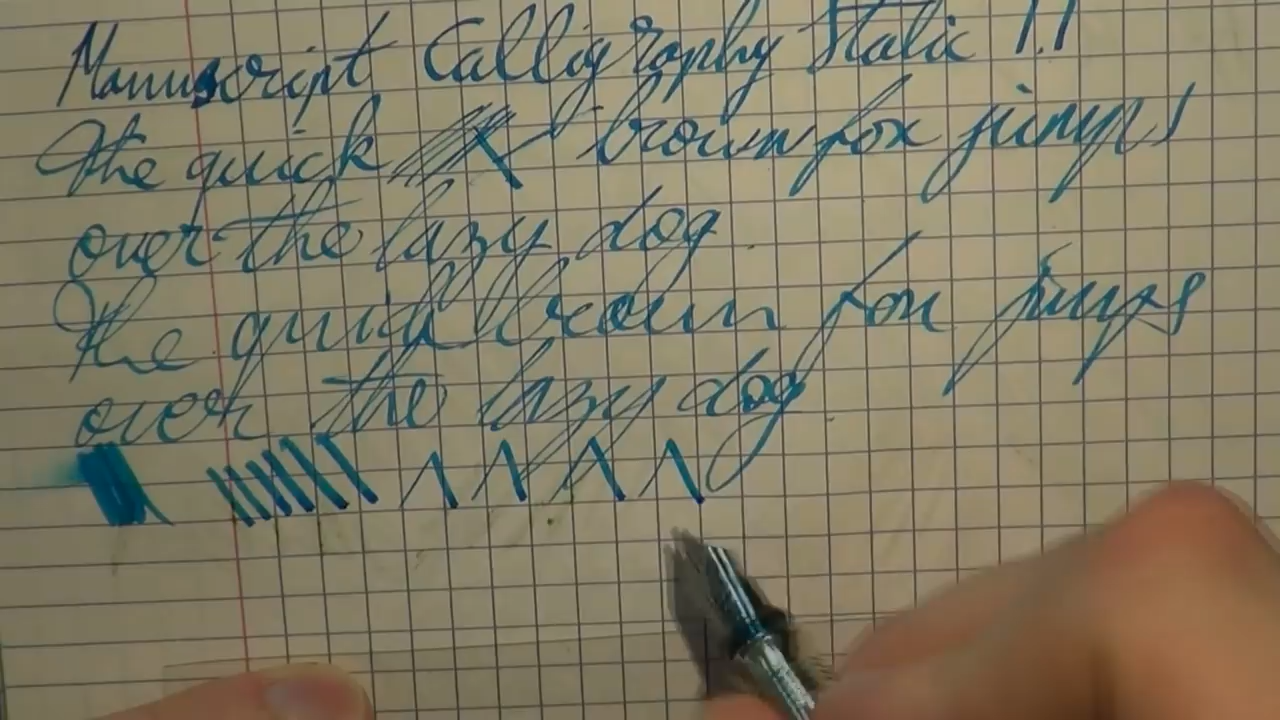 Manuscript Calligraphy Italic 1.1
The quick brown fox jumps
over the lazy dog
The quick brown fox jumps
over the lazy dog